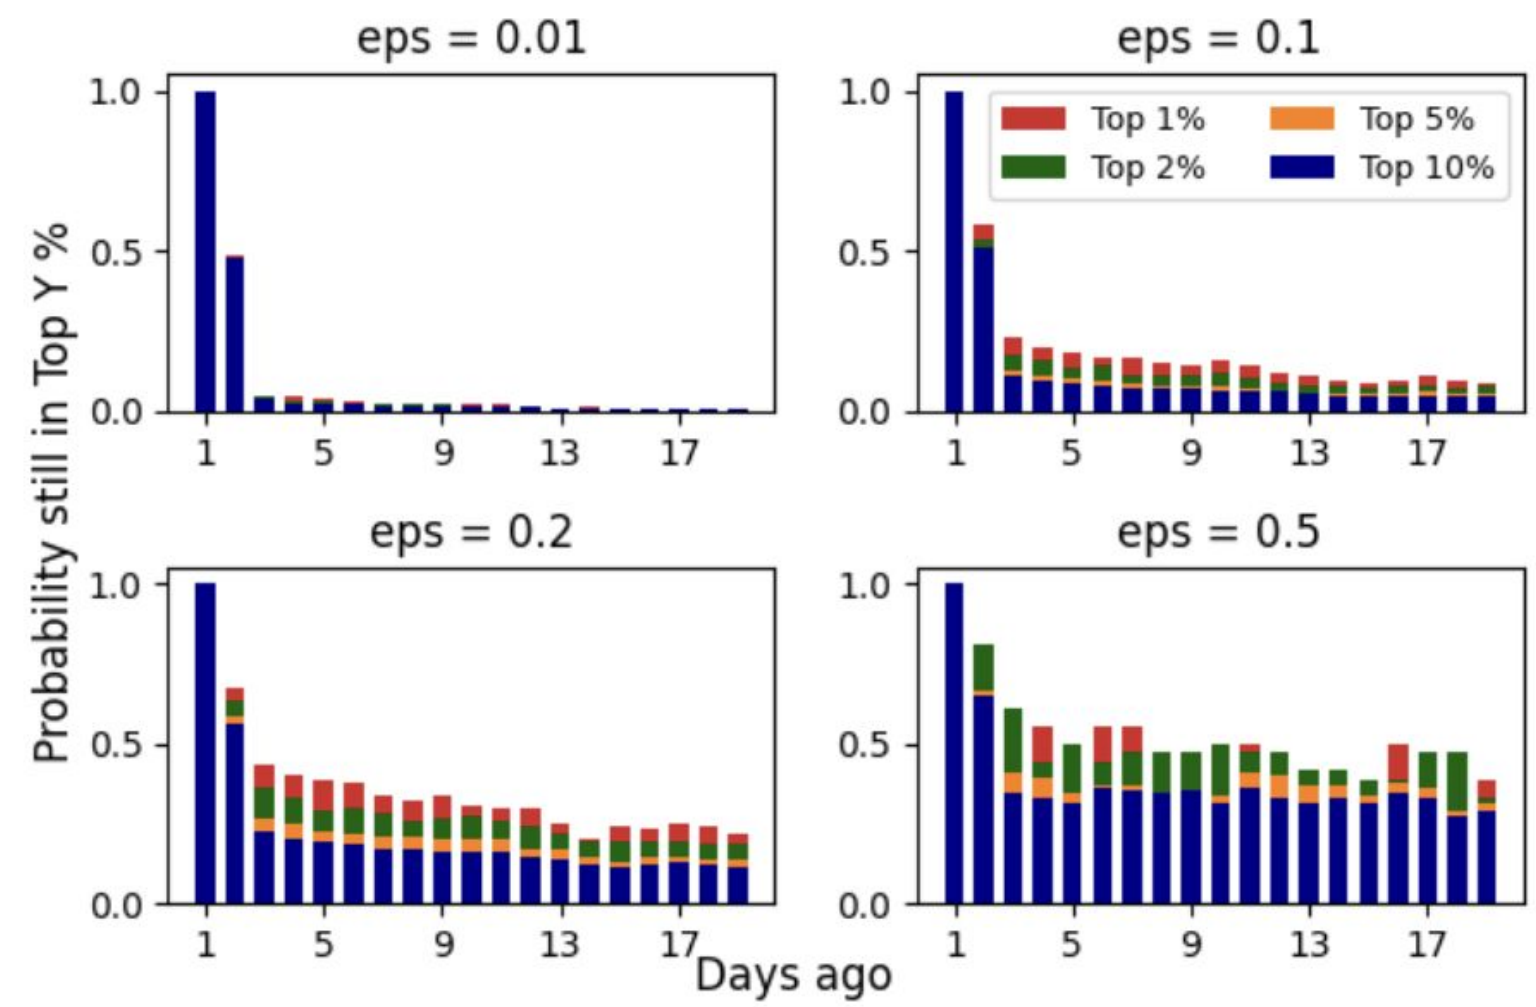 eps = 0.01
1.0
0.5
0.0
1 5 9 13 17
eps = 0.1
1.0
0.5
0.0
Top 1% Top 5%
Top 2% Top 10%
1 5 9 13 17
Probability still in Top Y %
eps = 0.2
1.0
0.5
0.0
1 5 9 13 17
eps = 0.5
1.0
0.5
0.0
1 5 9 13 17
Days ago